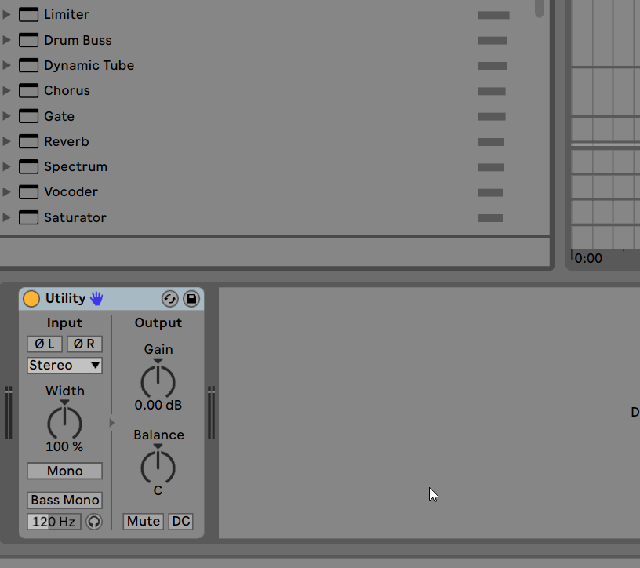 Limiter
Drum Buss
Dynamic Tube
Chorus
Gate
Reverb
Spectrum
Vocoder
Saturator
0:00
Utility
Input
Ø L Ø R
Stereo
Width
100 %
Mono
Bass Mono
120 Hz
Output
Gain
0.00 dB
Balance
C
Mute DC
D